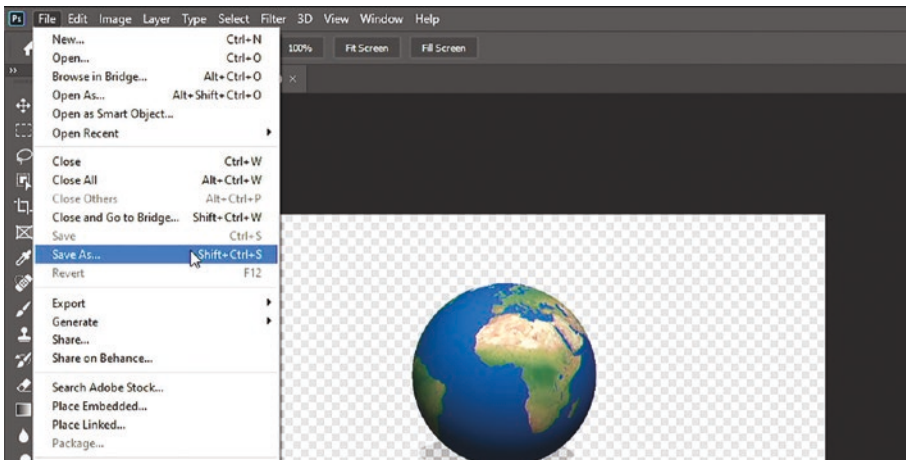 Ps File Edit Image Layer Type Select Filter 3D View Window Help
100% Fit Screen Fill Screen
New... Ctrl+N
Open... Ctrl+O
Browse in Bridge... Alt+Ctrl+O
Open As... Alt+Shift+Ctrl+O
Open as Smart Object...
Open Recent
Close Ctrl+W
Close All Alt+Ctrl+W
Close Others Alt+Ctrl+P
Close and Go to Bridge... Shift+Ctrl+W
Save Ctrl+S
Save As... Shift+Ctrl+S
Revert F12
Export
Generate
Share...
Share on Behance...
Search Adobe Stock...
Place Embedded...
Place Linked...
Package...